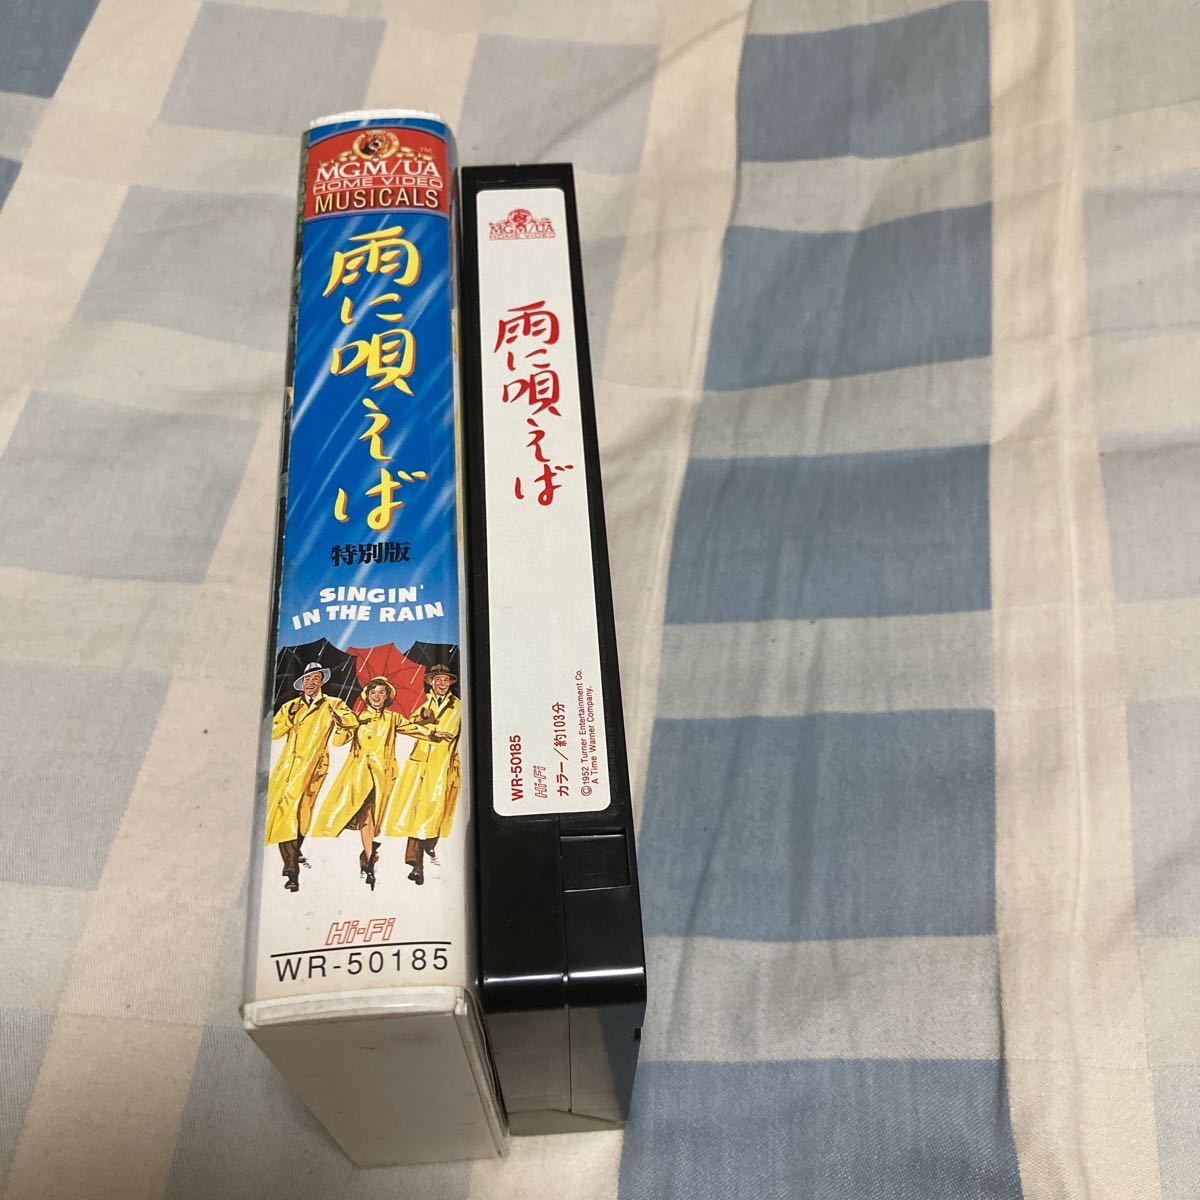 MGM/UA
TM
HOME VIDEO
MUSICALS
雨に唄えば
特別版
SINGIN'
IN THE RAIN
Hi-Fi
WR-50185
MGM/UA
HOME VIDEO
雨に唄えば
WR-50185
Hi-Fi
カラー/約103分
©1952 Turner Entertainment Co.
A Time Warner Company.